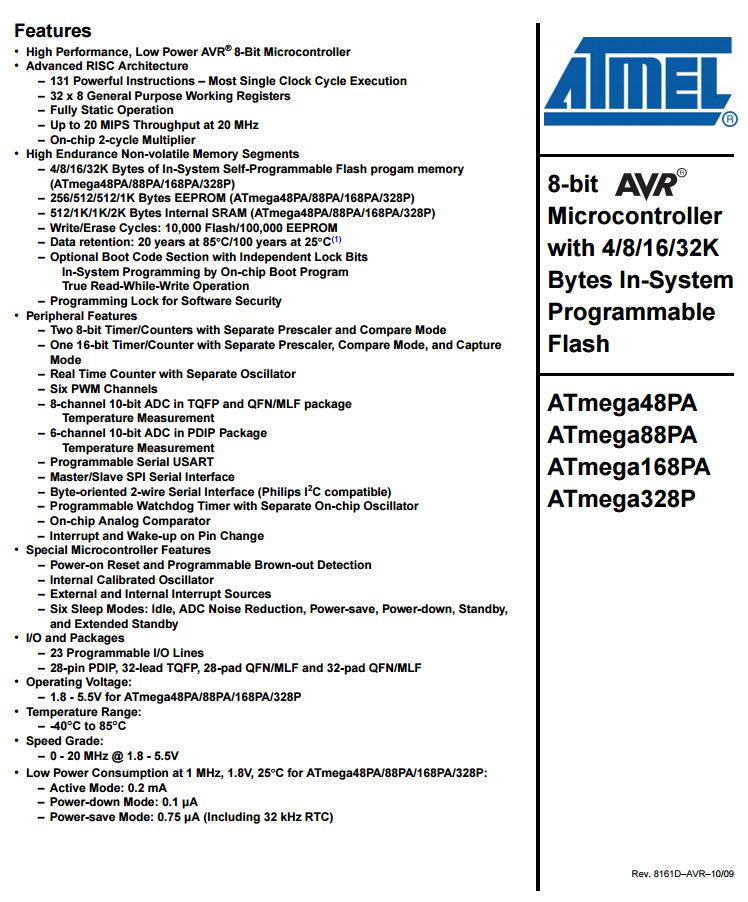 Features
• High Performance, Low Power AVR® 8-Bit Microcontroller
• Advanced RISC Architecture
– 131 Powerful Instructions – Most Single Clock Cycle Execution
– 32 x 8 General Purpose Working Registers
– Fully Static Operation
– Up to 20 MIPS Throughput at 20 MHz
– On-chip 2-cycle Multiplier
• High Endurance Non-volatile Memory Segments
– 4/8/16/32K Bytes of In-System Self-Programmable Flash progam memory
(ATmega48PA/88PA/168PA/328P)
– 256/512/512/1K Bytes EEPROM (ATmega48PA/88PA/168PA/328P)
– 512/1K/1K/2K Bytes Internal SRAM (ATmega48PA/88PA/168PA/328P)
– Write/Erase Cycles: 10,000 Flash/100,000 EEPROM
– Data retention: 20 years at 85°C/100 years at 25°C(1)
– Optional Boot Code Section with Independent Lock Bits
In-System Programming by On-chip Boot Program
True Read-While-Write Operation
– Programming Lock for Software Security
• Peripheral Features
– Two 8-bit Timer/Counters with Separate Prescaler and Compare Mode
– One 16-bit Timer/Counter with Separate Prescaler, Compare Mode, and Capture
Mode
– Real Time Counter with Separate Oscillator
– Six PWM Channels
– 8-channel 10-bit ADC in TQFP and QFN/MLF package
Temperature Measurement
– 6-channel 10-bit ADC in PDIP Package
Temperature Measurement
– Programmable Serial USART
– Master/Slave SPI Serial Interface
– Byte-oriented 2-wire Serial Interface (Philips I²C compatible)
– Programmable Watchdog Timer with Separate On-chip Oscillator
– On-chip Analog Comparator
– Interrupt and Wake-up on Pin Change
• Special Microcontroller Features
– Power-on Reset and Programmable Brown-out Detection
– Internal Calibrated Oscillator
– External and Internal Interrupt Sources
– Six Sleep Modes: Idle, ADC Noise Reduction, Power-save, Power-down, Standby,
and Extended Standby
• I/O and Packages
– 23 Programmable I/O Lines
– 28-pin PDIP, 32-lead TQFP, 28-pad QFN/MLF and 32-pad QFN/MLF
• Operating Voltage:
– 1.8 - 5.5V for ATmega48PA/88PA/168PA/328P
• Temperature Range:
– -40°C to 85°C
• Speed Grade:
– 0 - 20 MHz @ 1.8 - 5.5V
• Low Power Consumption at 1 MHz, 1.8V, 25°C for ATmega48PA/88PA/168PA/328P:
– Active Mode: 0.2 mA
– Power-down Mode: 0.1 µA
– Power-save Mode: 0.75 µA (Including 32 kHz RTC)
ATMEL®
8-bit AVR®
Microcontroller
with 4/8/16/32K
Bytes In-System
Programmable
Flash
ATmega48PA
ATmega88PA
ATmega168PA
ATmega328P
Rev. 8161D–AVR–10/09